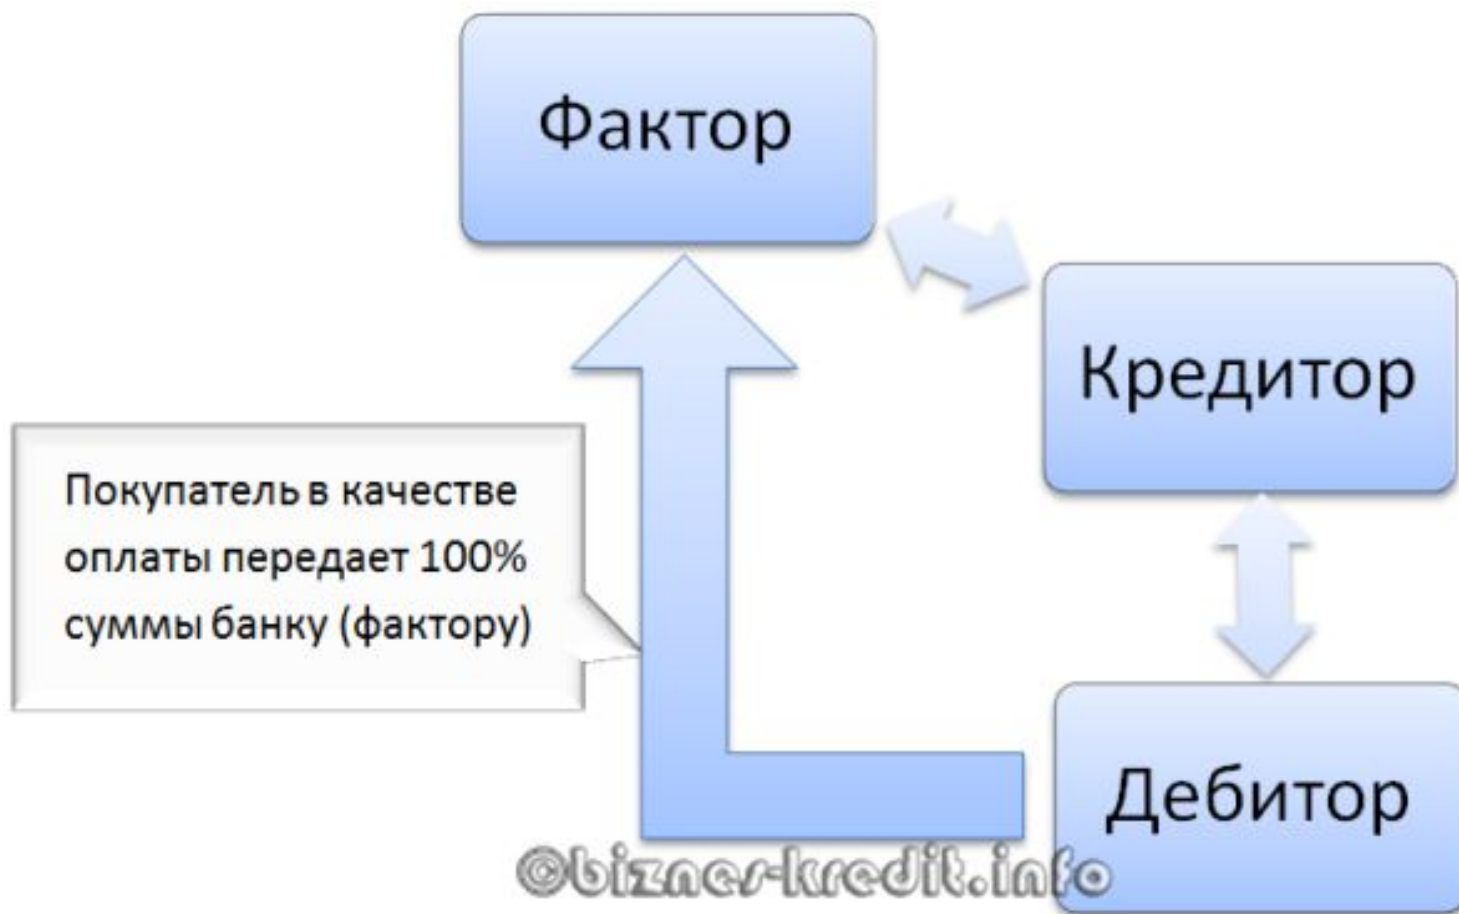 Фактор
Кредитор
Покупатель в качестве
оплаты передает 100%
суммы банку (фактору)
Дебитор
©biznes-kredit.info